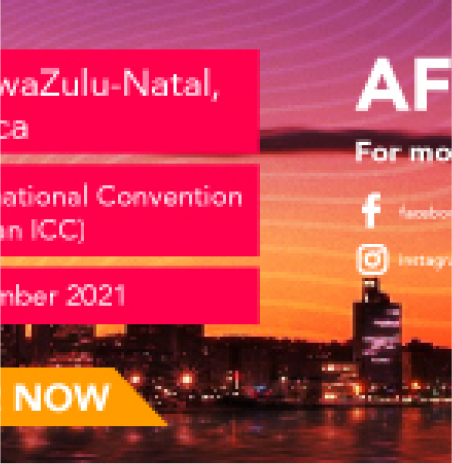 waZulu-Natal,
ca
national Convention
an ICC)
mber 2021
NOW
AF
For mo
facebo
instagr